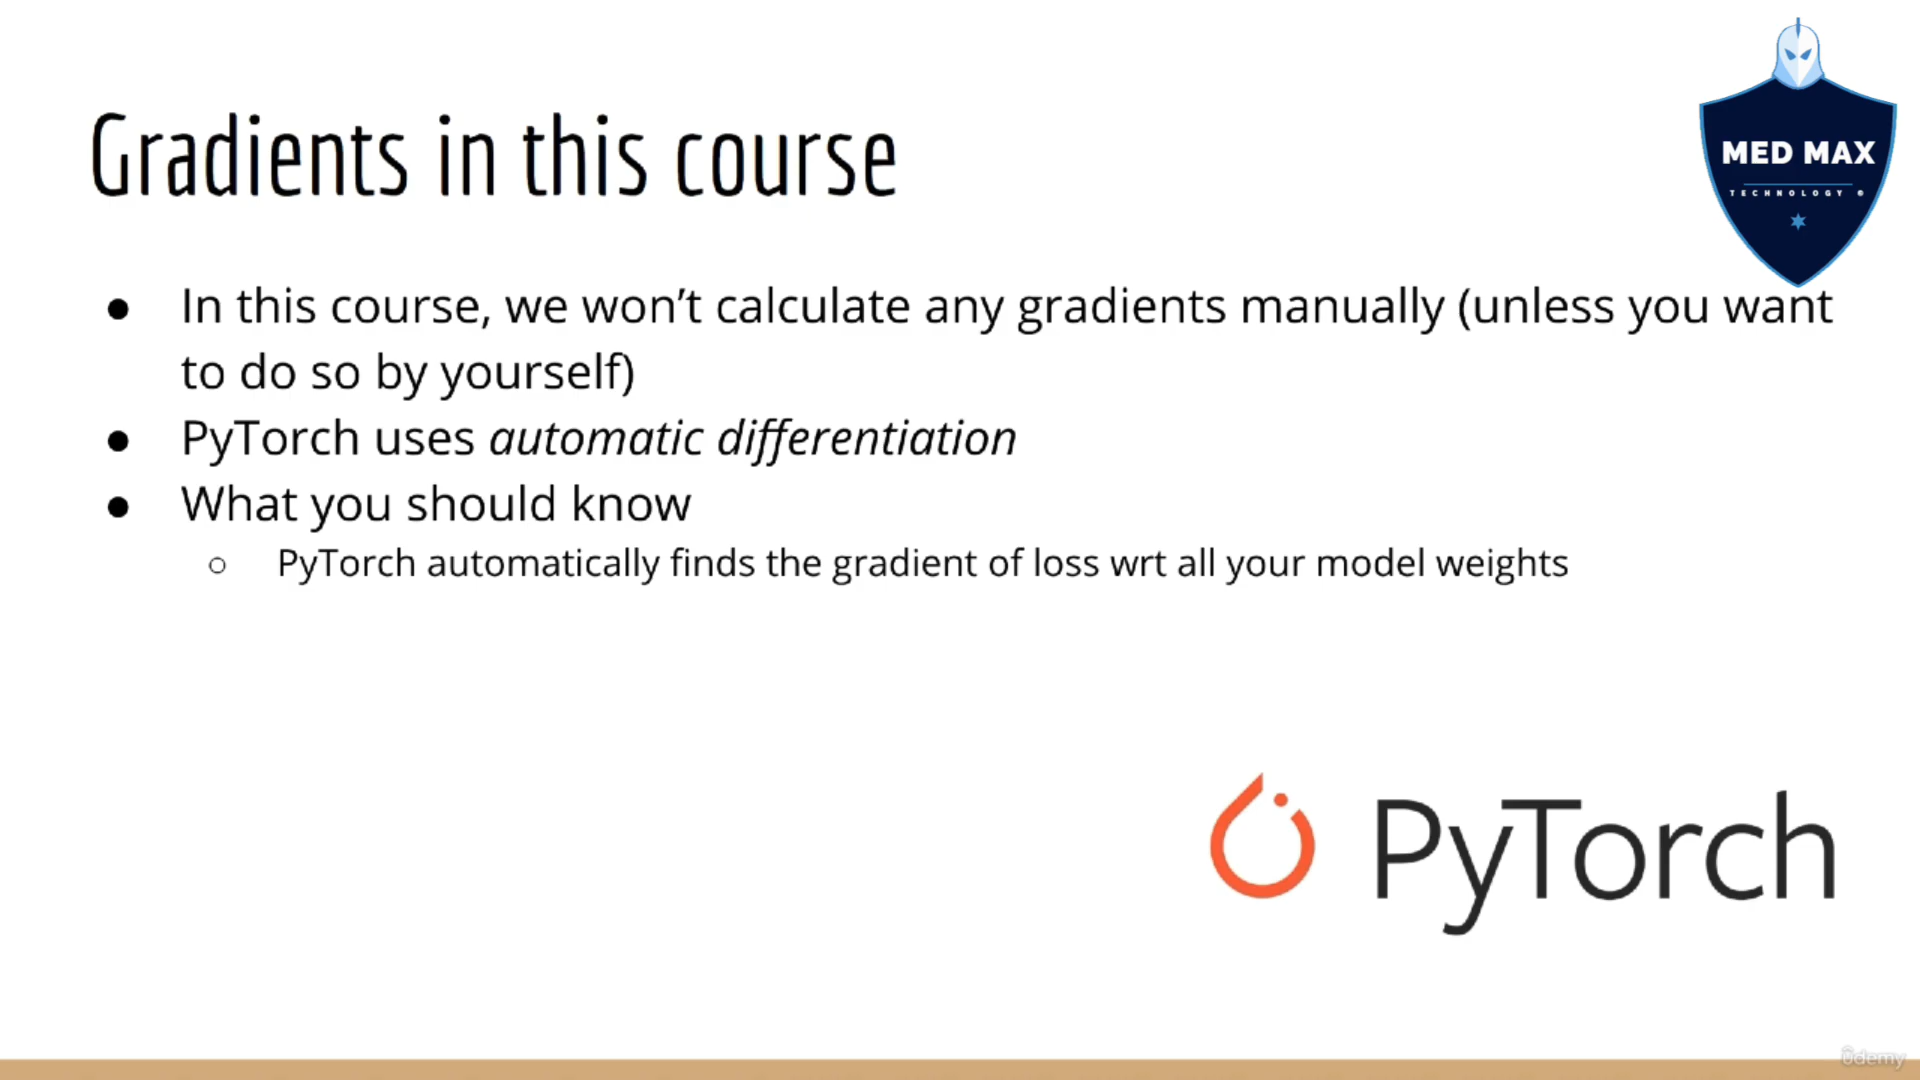 Gradients in this course
MED MAX
TECHNOLOGY ®
● In this course, we won’t calculate any gradients manually (unless you want
to do so by yourself)
● PyTorch uses automatic differentiation
● What you should know
○ PyTorch automatically finds the gradient of loss wrt all your model weights
PyTorch
ûdemy